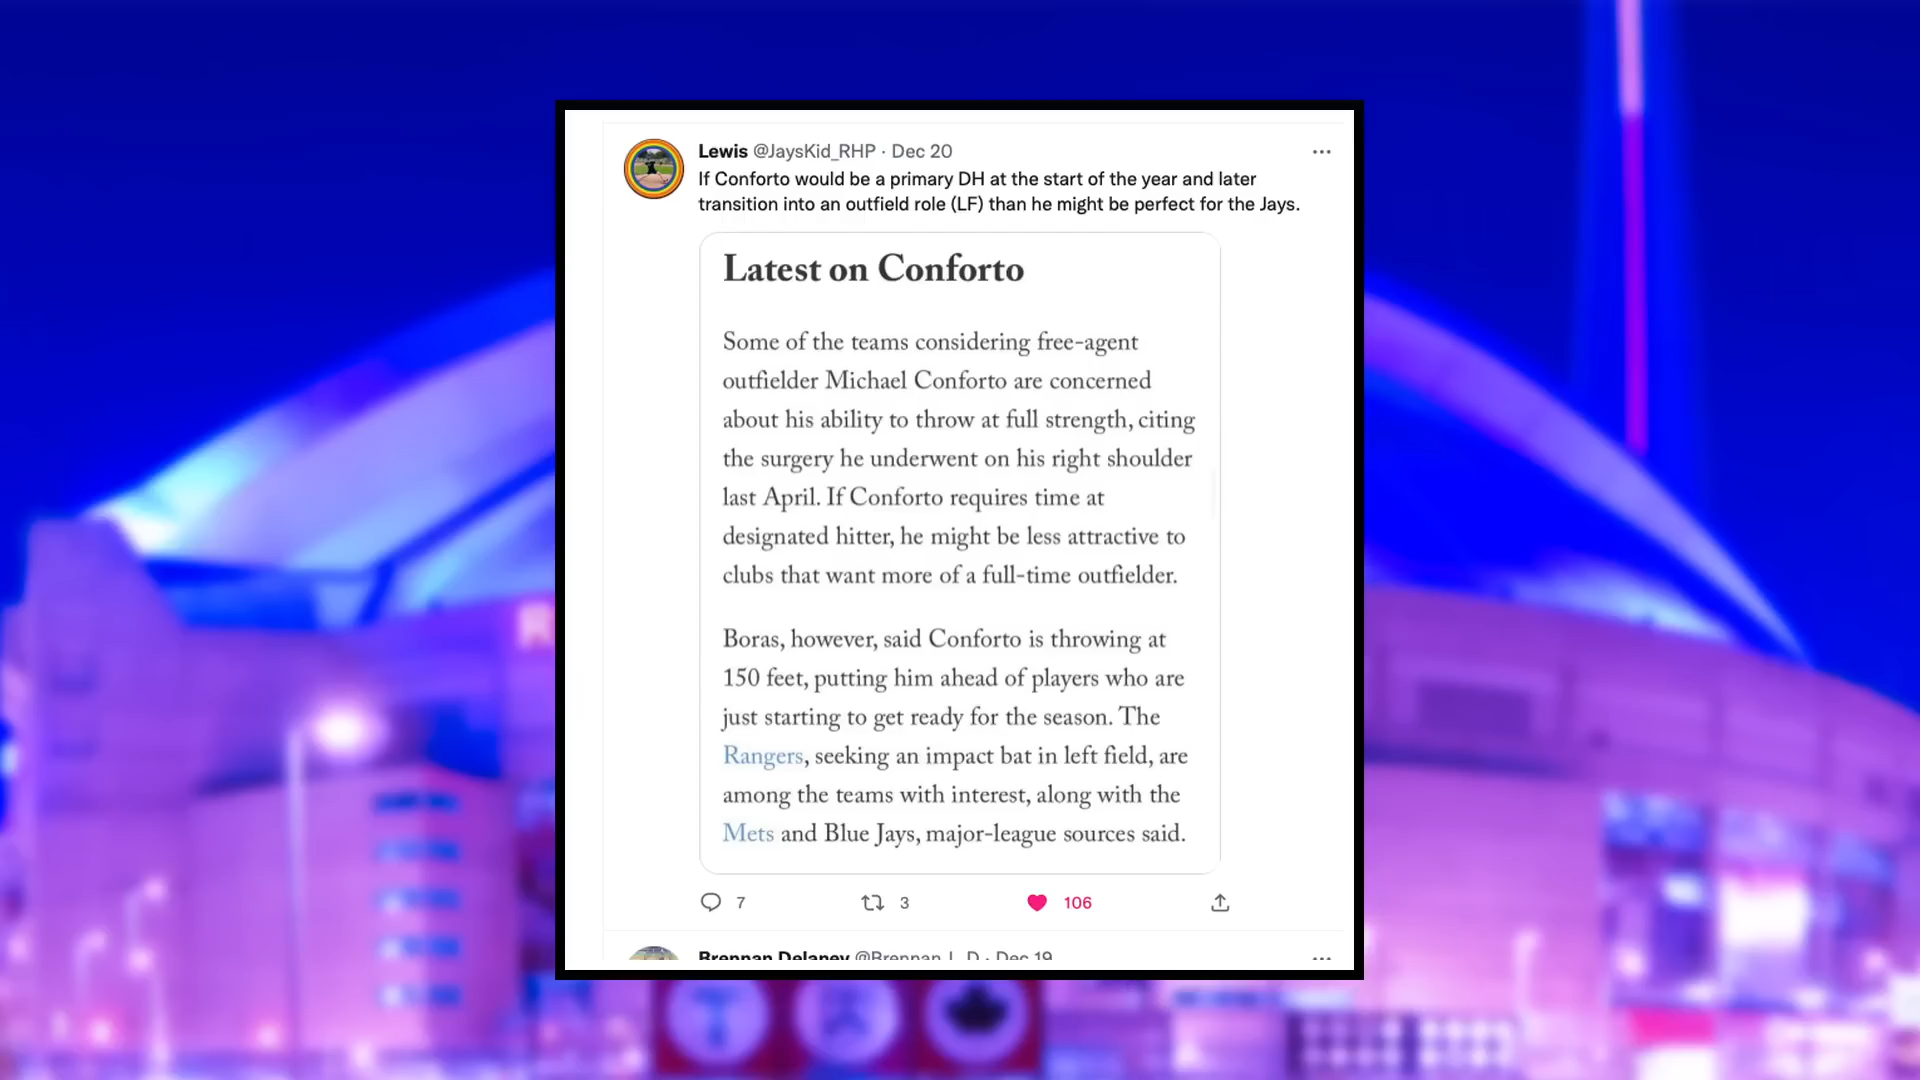 Lewis @JaysKid_RHP · Dec 20
If Conforto would be a primary DH at the start of the year and later
transition into an outfield role (LF) than he might be perfect for the Jays.
Latest on Conforto
Some of the teams considering free-agent
outfielder Michael Conforto are concerned
about his ability to throw at full strength, citing
the surgery he underwent on his right shoulder
last April. If Conforto requires time at
designated hitter, he might be less attractive to
clubs that want more of a full-time outfielder.
Boras, however, said Conforto is throwing at
150 feet, putting him ahead of players who are
just starting to get ready for the season. The
Rangers, seeking an impact bat in left field, are
among the teams with interest, along with the
Mets and Blue Jays, major-league sources said.
7 3 106
Brennan Delaney @Brennan_L_D · Dec 19